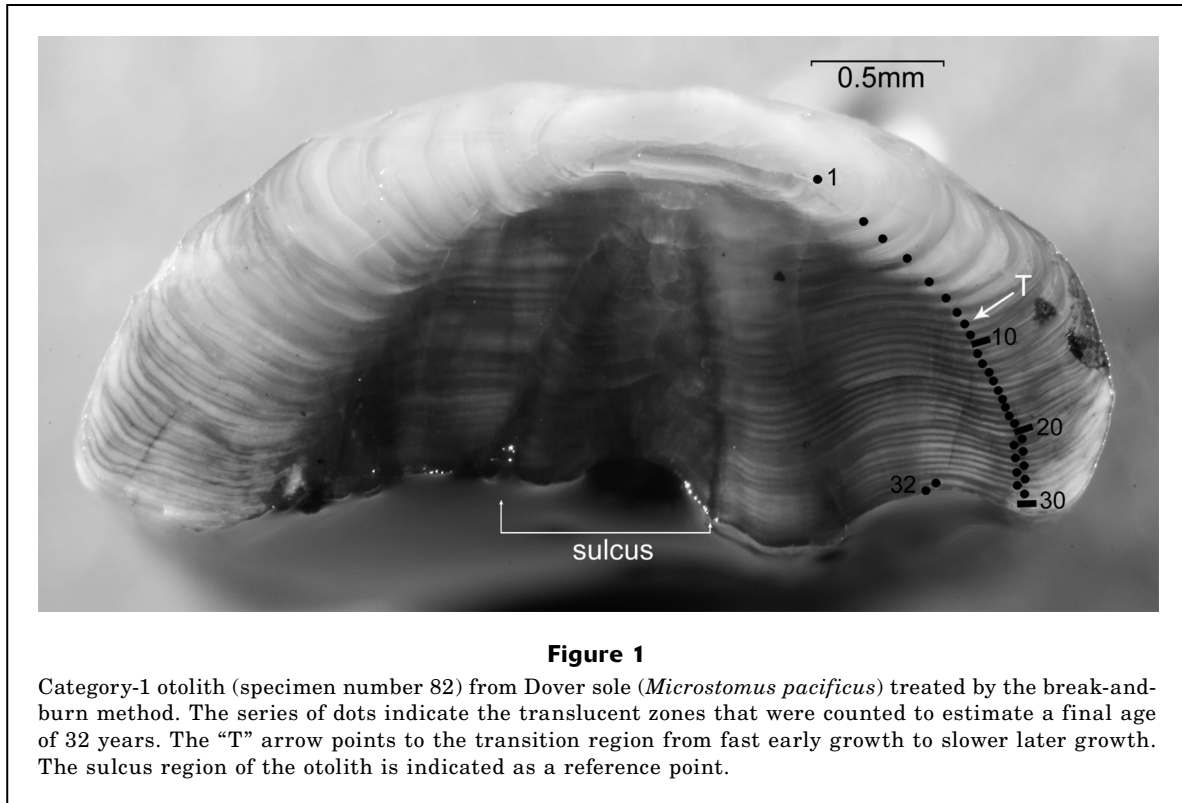 0.5mm
1
T
10
20
32
30
sulcus
Figure 1
Category-1 otolith (specimen number 82) from Dover sole (Microstomus pacificus) treated by the break-and-
burn method. The series of dots indicate the translucent zones that were counted to estimate a final age
of 32 years. The “T” arrow points to the transition region from fast early growth to slower later growth.
The sulcus region of the otolith is indicated as a reference point.